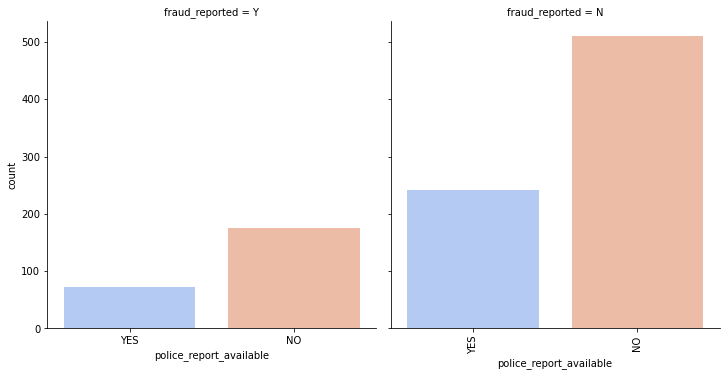 fraud_reported = Y
fraud_reported = N
500
400
300
200
100
0
count
YES
NO
police_report_available
YES
NO
police_report_available